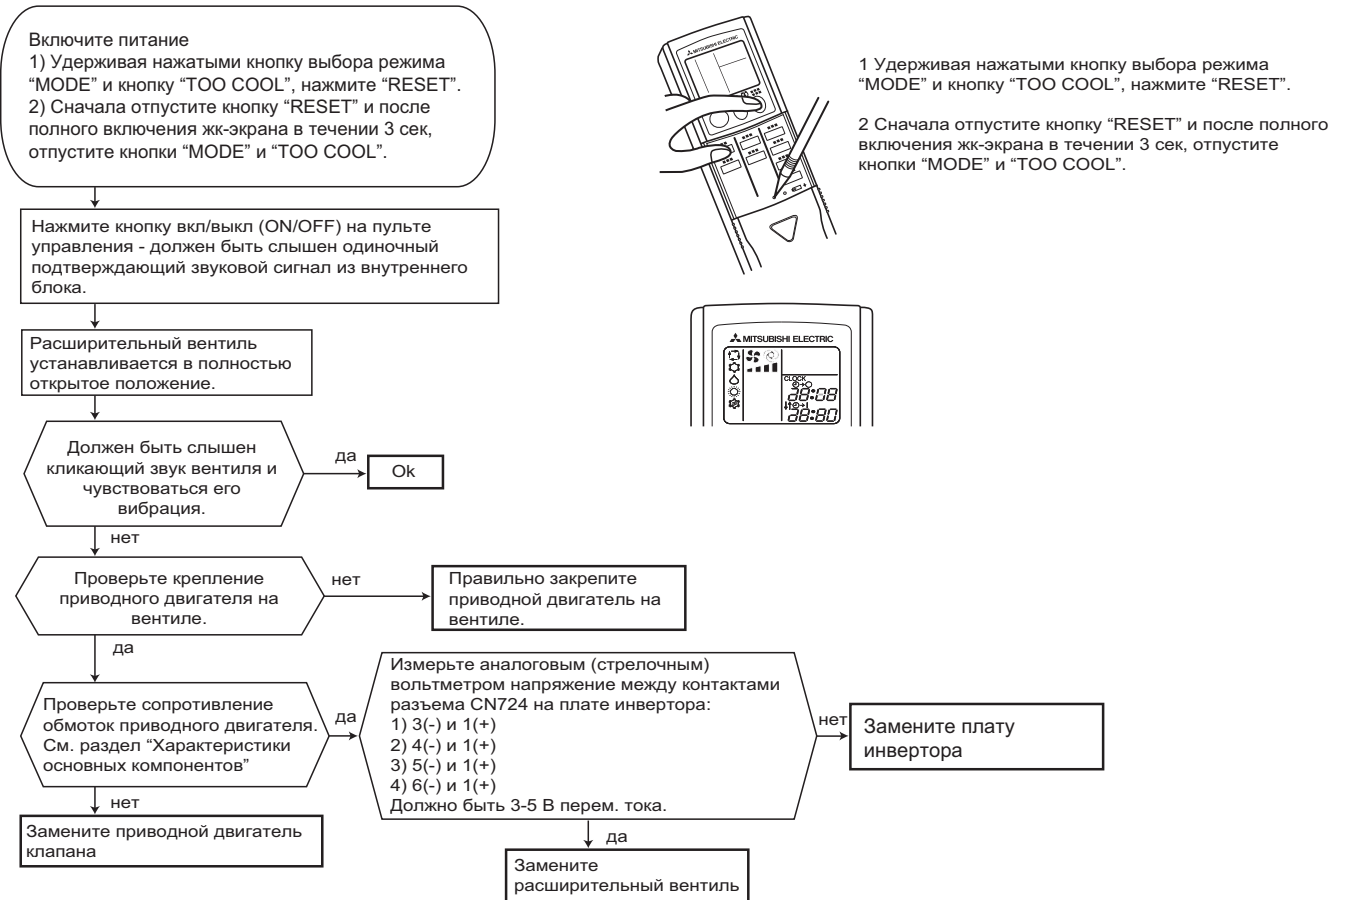 Включите питание
1) Удерживая нажатыми кнопку выбора режима
“MODE” и кнопку “TOO COOL”, нажмите “RESET”.
2) Сначала отпустите кнопку “RESET” и после
полного включения жк-экрана в течении 3 сек,
отпустите кнопки “MODE” и “TOO COOL”.
Нажмите кнопку вкл/выкл (ON/OFF) на пульте
управления - должен быть слышен одиночный
подтверждающий звуковой сигнал из внутреннего
блока.
Расширительный вентиль
устанавливается в полностью
открытое положение.
Должен быть слышен
кликающий звук вентиля и
чувствоваться его
вибрация.
да
Ok
нет
Проверьте крепление
приводного двигателя на
вентиле.
нет
Правильно закрепите
приводной двигатель на
вентиле.
да
Проверьте сопротивление
обмоток приводного двигателя.
См. раздел “Характеристики
основных компонентов”
да
Измерьте аналоговым (стрелочным)
вольтметром напряжение между контактами
разъема CN724 на плате инвертора:
1) 3(-) и 1(+)
2) 4(-) и 1(+)
3) 5(-) и 1(+)
4) 6(-) и 1(+)
Должно быть 3-5 В перем. тока.
нет
Замените плату
инвертора
нет
Замените приводной двигатель
клапана
да
Замените
расширительный вентиль
MITSUBISHI ELECTRIC
1 Удерживая нажатыми кнопку выбора режима
“MODE” и кнопку “TOO COOL”, нажмите “RESET”.
2 Сначала отпустите кнопку “RESET” и после полного
включения жк-экрана в течении 3 сек, отпустите
кнопки “MODE” и “TOO COOL”.
MITSUBISHI ELECTRIC
CLOCK
38:08
38:80